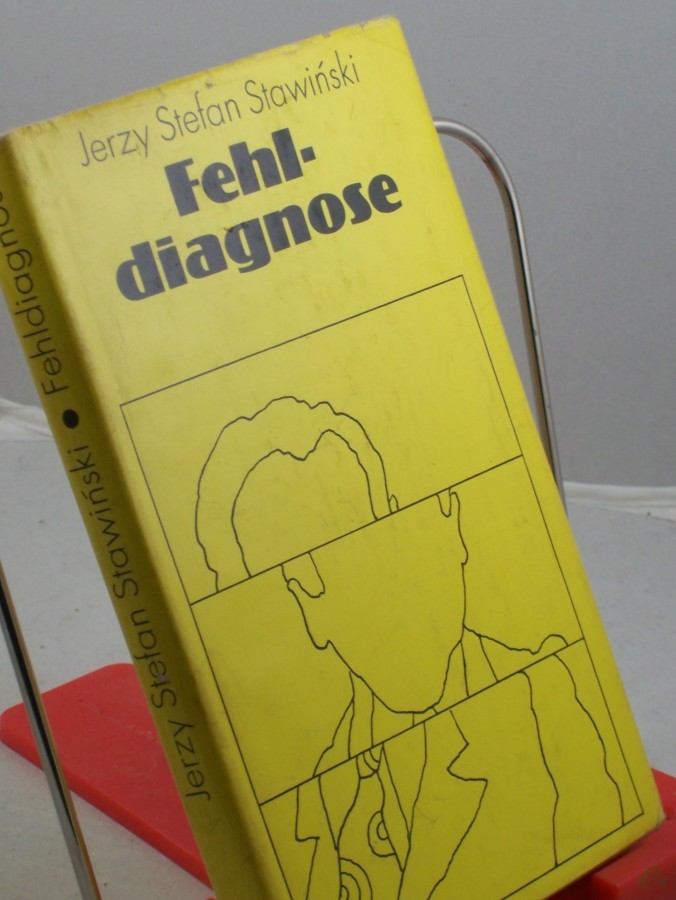 Jerzy Stefan Stawiński
Fehl-
diagnose
Jerzy Stefan Stawiński • Fehldiagnose